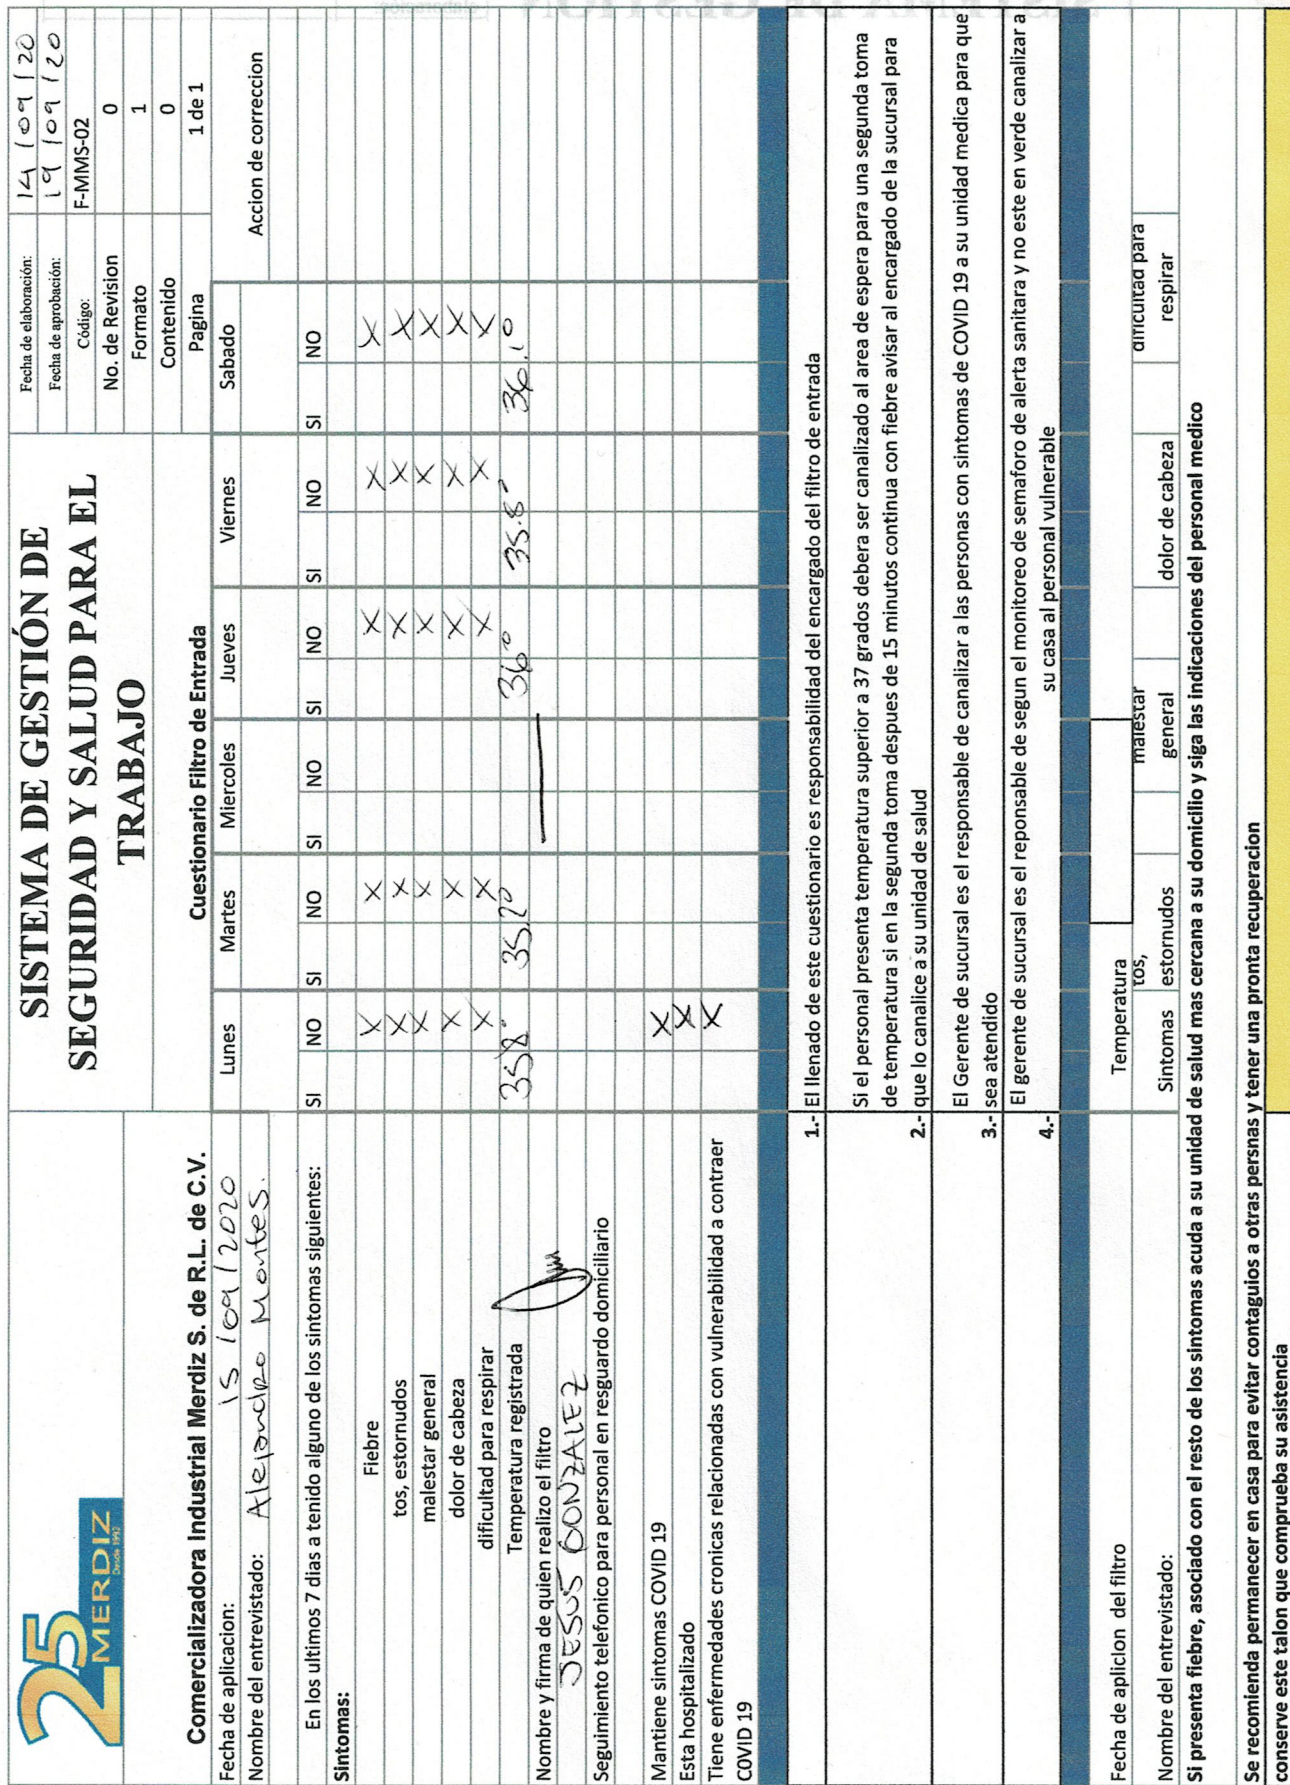 25
MERDIZ
Desde 1992
SISTEMA DE GESTIÓN DE
SEGURIDAD Y SALUD PARA EL
TRABAJO
Fecha de elaboración: 14/09/20
Fecha de aprobación: 19/09/20
Código: F-MMS-02
No. de Revision 0
Formato 1
Contenido 0
Pagina 1 de 1
Comercializadora Industrial Merdiz S. de R.L. de C.V.
Cuestionario Filtro de Entrada
Fecha de aplicacion: 15/09/2020
Nombre del entrevistado: Alejandro Montes.
Lunes Martes Miercoles Jueves Viernes Sabado Accion de correccion
En los ultimos 7 dias a tenido alguno de los sintomas siguientes:
SI NO SI NO SI NO SI NO SI NO SI NO
Sintomas:
Fiebre X X X X X
tos, estornudos X X X X X
malestar general X X X X X
dolor de cabeza X X X X X
dificultad para respirar X X X X X
Temperatura registrada 35.2° 36° 35.8° 36.1°
Nombre y firma de quien realizo el filtro
JESUS GONZALEZ
Seguimiento telefonico para personal en resguardo domiciliario
Mantiene sintomas COVID 19 X
Esta hospitalizado X
Tiene enfermedades cronicas relacionadas con vulnerabilidad a contraer X
COVID 19
1.- El llenado de este cuestionario es responsabilidad del encargado del filtro de entrada
Si el personal presenta temperatura superior a 37 grados debera ser canalizado al area de espera para una segunda toma
de temperatura si en la segunda toma despues de 15 minutos continua con fiebre avisar al encargado de la sucursal para
2.- que lo canalice a su unidad de salud
El Gerente de sucursal es el responsable de canalizar a las personas con sintomas de COVID 19 a su unidad medica para que
3.- sea atendido
El gerente de sucursal es el reponsable de segun el monitoreo de semaforo de alerta sanitara y no este en verde canalizar a
4.- su casa al personal vulnerable
Fecha de aplicion del filtro Temperatura
Nombre del entrevistado: Sintomas tos, estornudos malestar general dolor de cabeza dificultad para respirar
Si presenta fiebre, asociado con el resto de los sintomas acuda a su unidad de salud mas cercana a su domicilio y siga las indicaciones del personal medico
Se recomienda permanecer en casa para evitar contaguios a otras persnas y tener una pronta recuperacion
conserve este talon que comprueba su asistencia